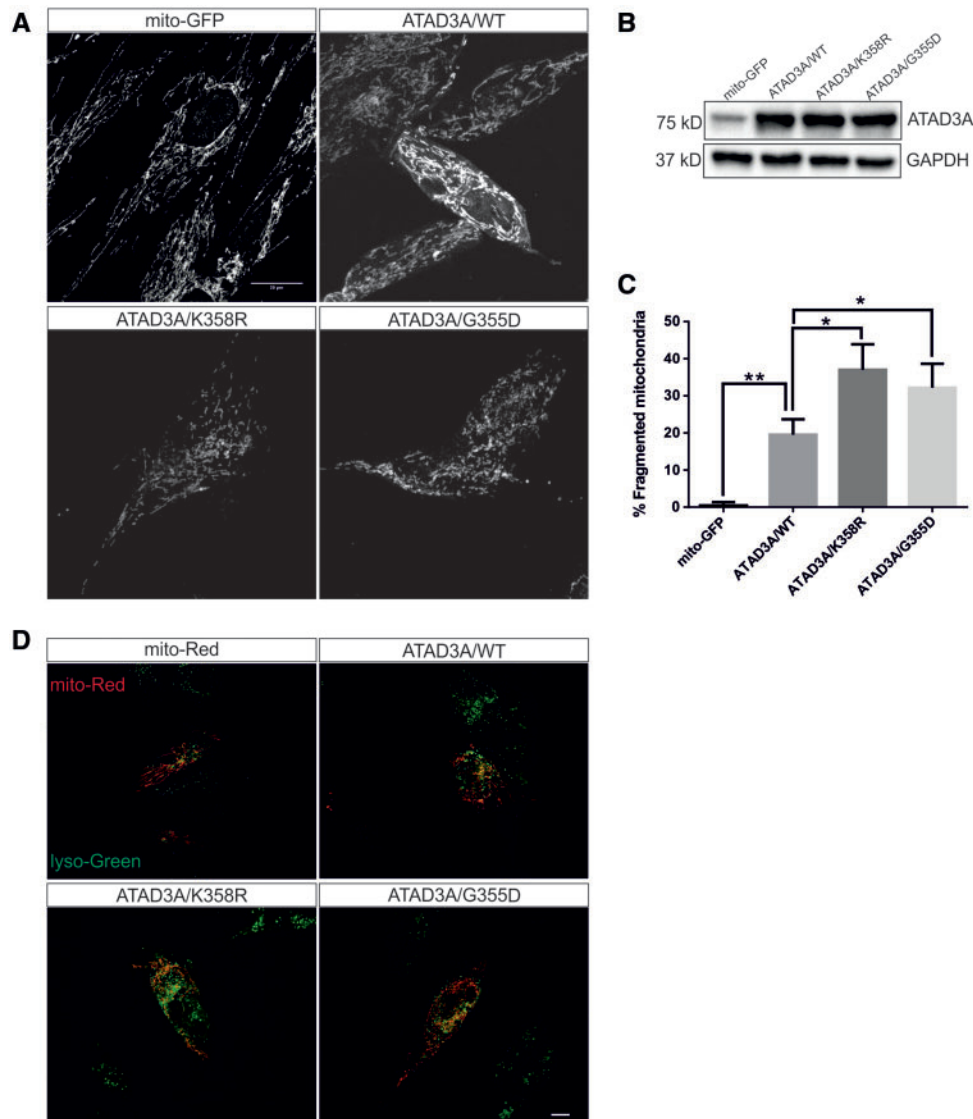 A
mito-GFP
ATAD3A/WT
ATAD3A/K358R
ATAD3A/G355D
B
mito-GFP
ATAD3A/WT
ATAD3A/K358R
ATAD3A/G355D
75 kD
ATAD3A
37 kD
GAPDH
C
% Fragmented mitochondria
50
40
30
20
10
0
**
*
*
mito-GFP
ATAD3A/WT
ATAD3A/K358R
ATAD3A/G355D
D
mito-Red
ATAD3A/WT
mito-Red
lyso-Green
ATAD3A/K358R
ATAD3A/G355D